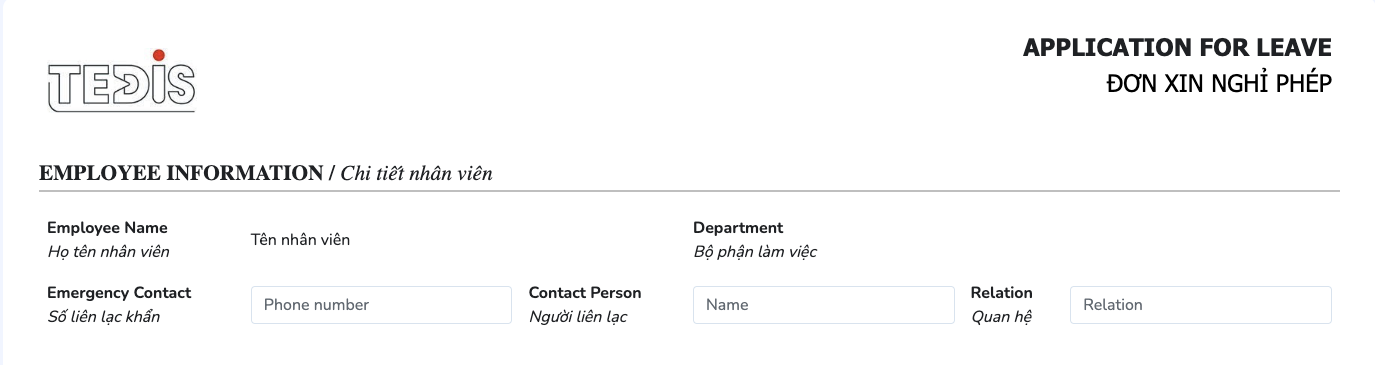 TEDIS
APPLICATION FOR LEAVE
ĐƠN XIN NGHỈ PHÉP
EMPLOYEE INFORMATION / Chi tiết nhân viên
Employee Name
Họ tên nhân viên
Tên nhân viên
Department
Bộ phận làm việc
Emergency Contact
Số liên lạc khẩn
Phone number
Contact Person
Người liên lạc
Name
Relation
Quan hệ
Relation